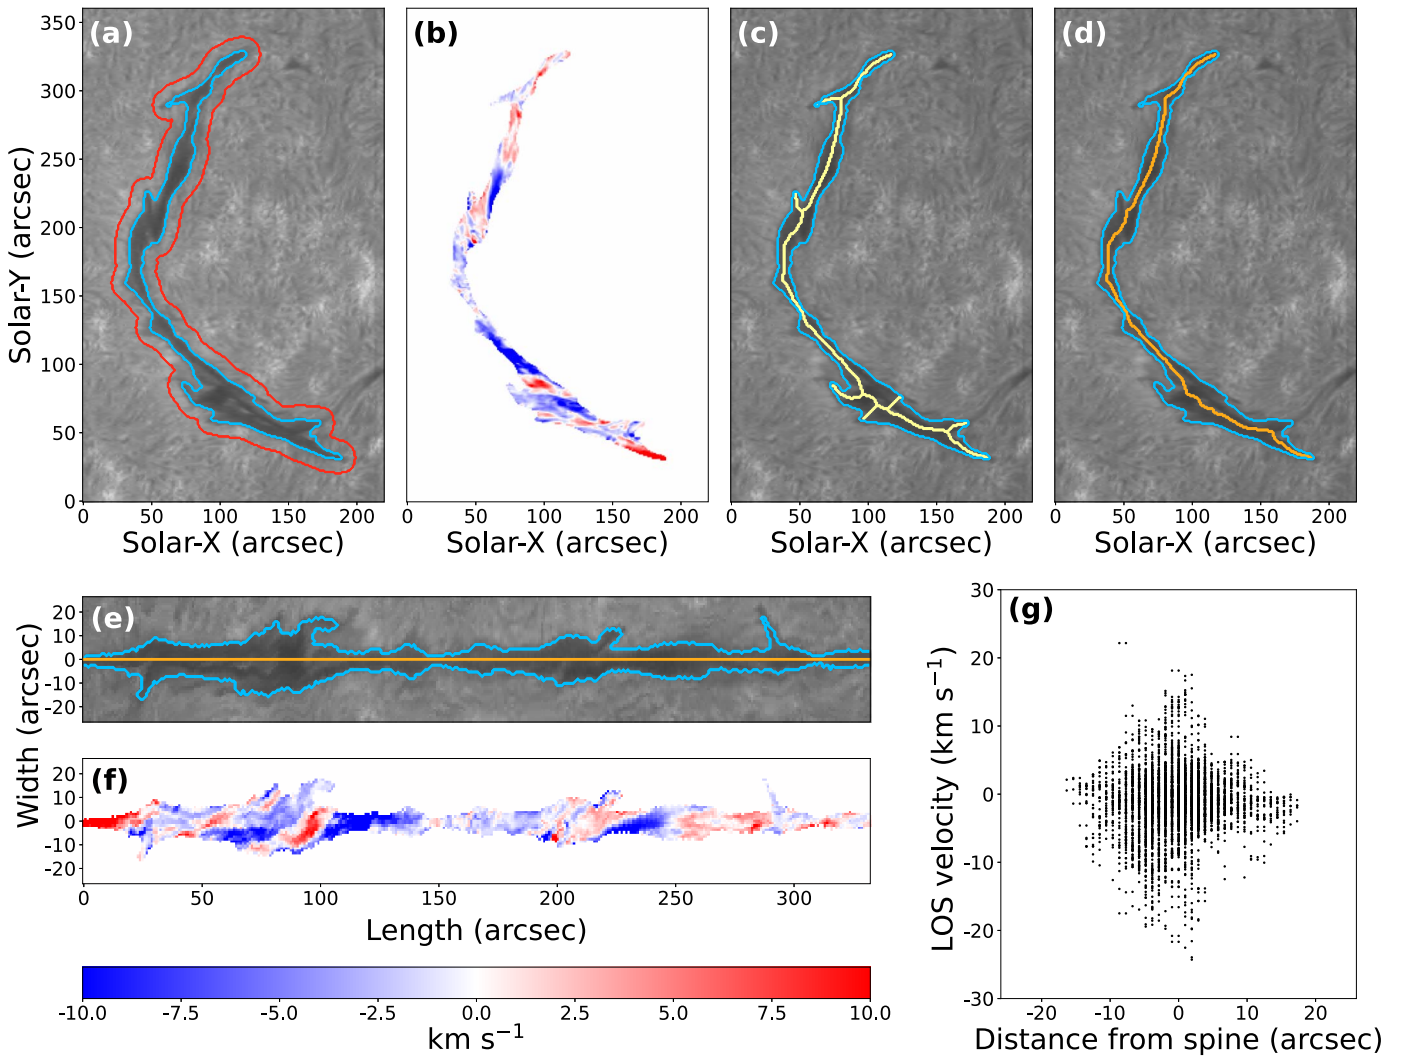 (a) (b) (c) (d)
350
300
250
200
150
100
50
0
Solar-Y (arcsec)
0 50 100 150 200 0 50 100 150 200 0 50 100 150 200 0 50 100 150 200
Solar-X (arcsec) Solar-X (arcsec) Solar-X (arcsec) Solar-X (arcsec)
(e)
20
10
0
-10
-20
Width (arcsec)
(f)
20
10
0
-10
-20
0 50 100 150 200 250 300
Length (arcsec)
-10.0 -7.5 -5.0 -2.5 0.0 2.5 5.0 7.5 10.0
km s⁻¹
(g)
30
20
10
0
-10
-20
-30
LOS velocity (km s⁻¹)
-20 -10 0 10 20
Distance from spine (arcsec)